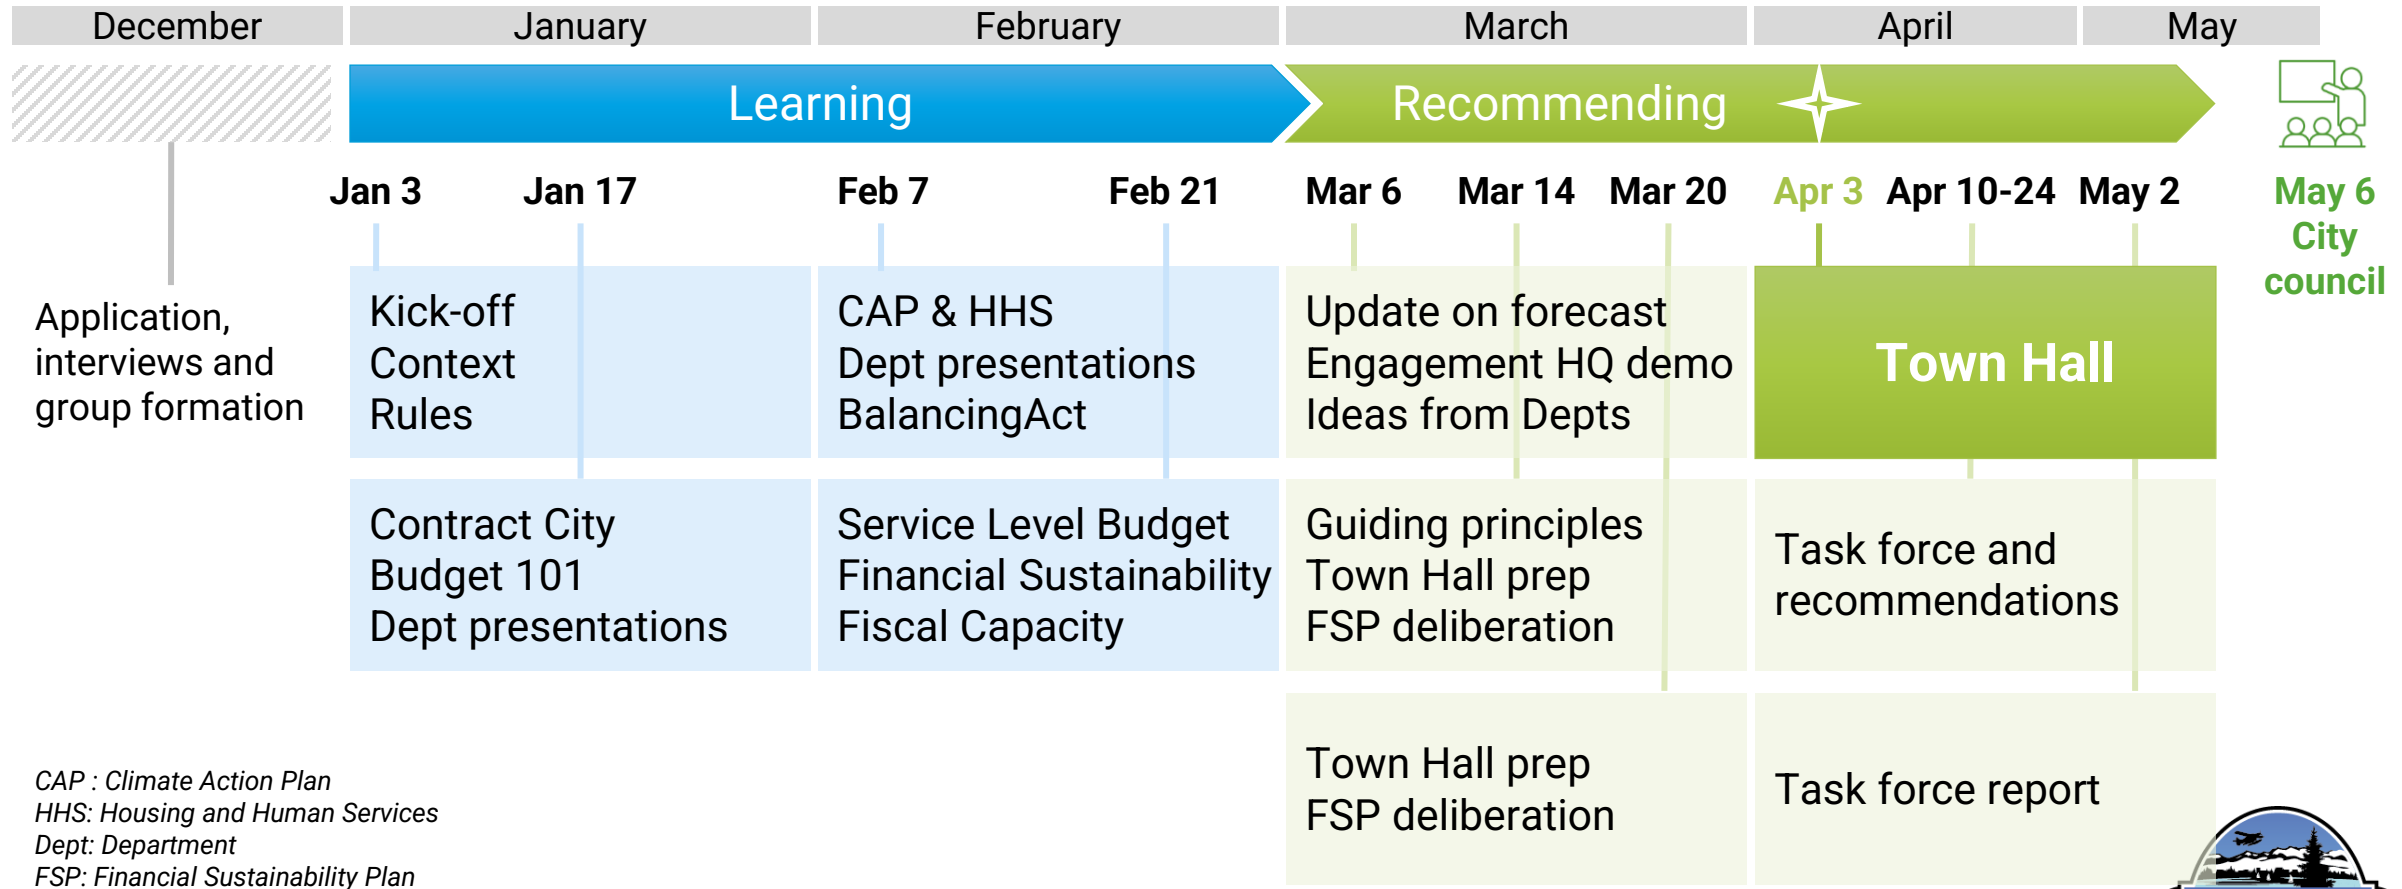 December
January
February
March
April
May
Learning
Recommending
Jan 3
Jan 17
Feb 7
Feb 21
Mar 6
Mar 14
Mar 20
Apr 3
Apr 10-24
May 2
May 6
City
council
Application,
interviews and
group formation
Kick-off
Context
Rules
CAP & HHS
Dept presentations
BalancingAct
Update on forecast
Engagement HQ demo
Ideas from Depts
Town Hall
Contract City
Budget 101
Dept presentations
Service Level Budget
Financial Sustainability
Fiscal Capacity
Guiding principles
Town Hall prep
FSP deliberation
Task force and
recommendations
Town Hall prep
FSP deliberation
Task force report
CAP : Climate Action Plan
HHS: Housing and Human Services
Dept: Department
FSP: Financial Sustainability Plan